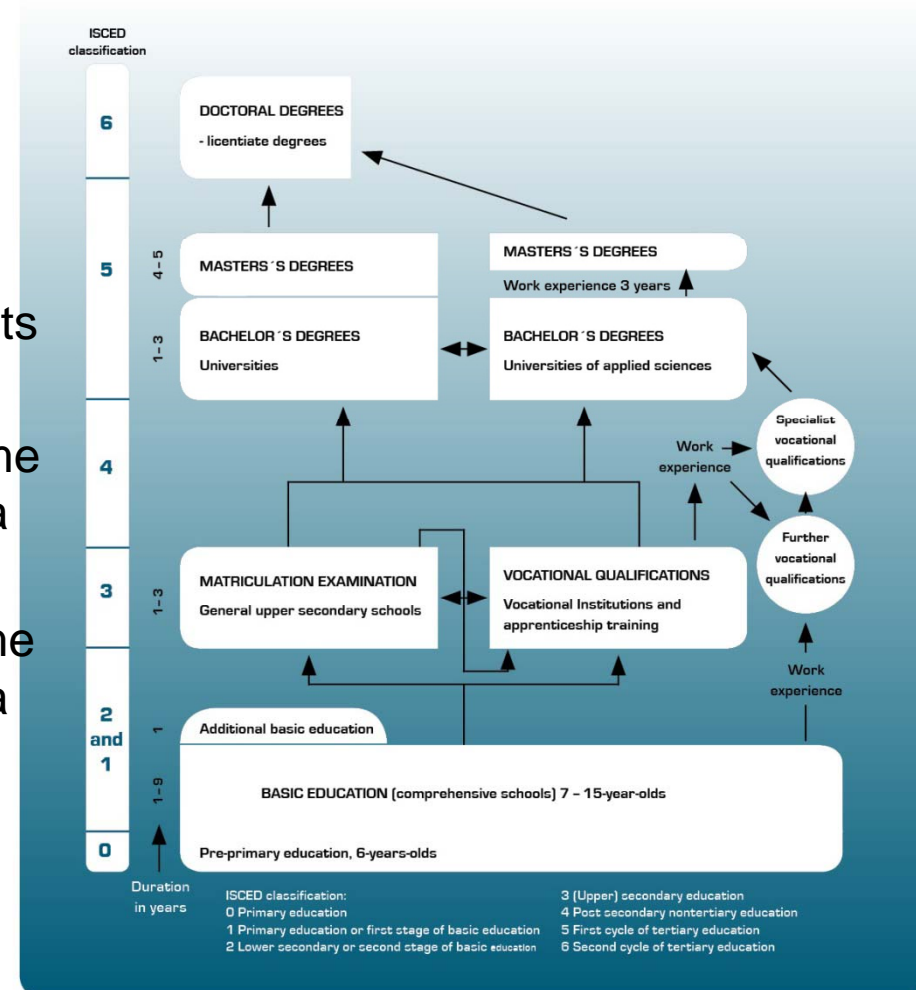 ISCED
classification
6
5
4
3
2
and
1
0
4 – 5
1 – 3
1 – 3
1
1 – 9
Duration
in years
ts
ne
a
ne
a
DOCTORAL DEGREES
- licentiate degrees
MASTERS´S DEGREES
MASTERS´S DEGREES
Work experience 3 years
BACHELOR´S DEGREES
Universities
BACHELOR´S DEGREES
Universities of applied sciences
Specialist
vocational
qualifications
Work
experience
Further
vocational
qualifications
MATRICULATION EXAMINATION
General upper secondary schools
VOCATIONAL QUALIFICATIONS
Vocational Institutions and
apprenticeship training
Work
experience
Additional basic education
BASIC EDUCATION (comprehensive schools) 7 – 15-year-olds
Pre-primary education, 6-years-olds
ISCED classification:
0 Primary education
1 Primary education or first stage of basic education
2 Lower secondary or second stage of basic education
3 (Upper) secondary education
4 Post secondary nontertiary education
5 First cycle of tertiary education
6 Second cycle of tertiary education